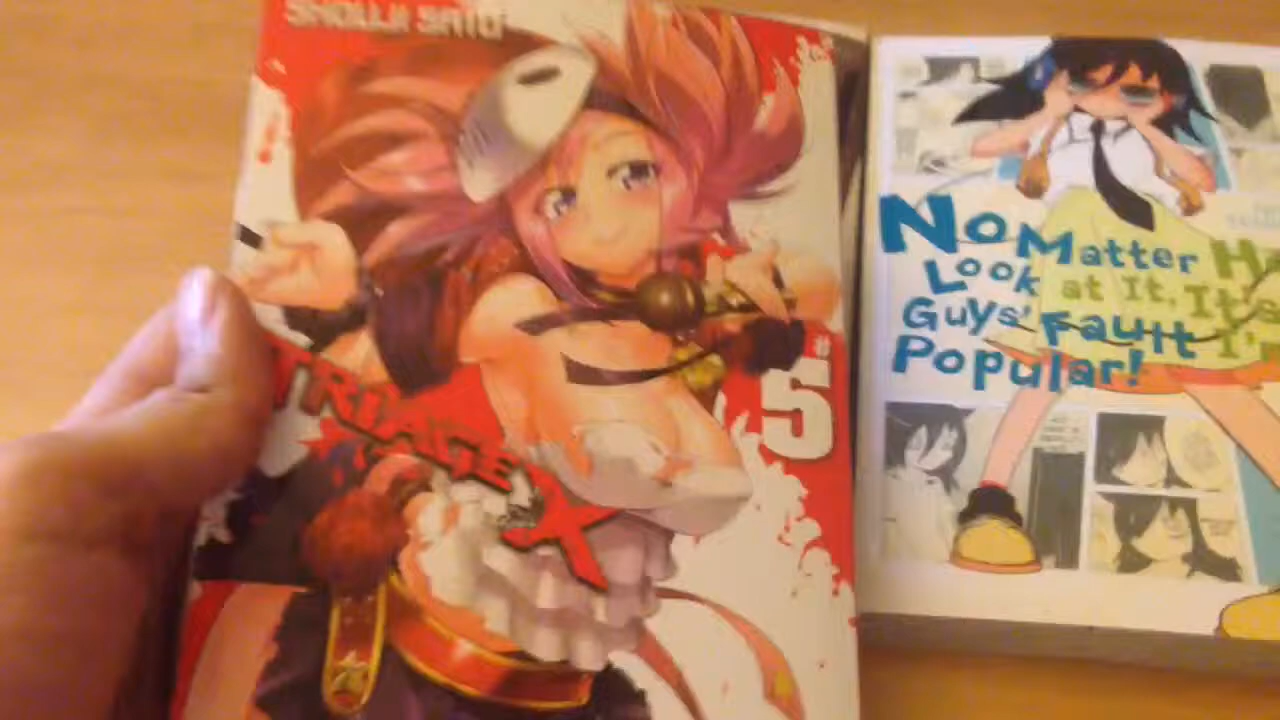 SHOUJI SATO
TRIAGE X
#
5
No Matter
Look at It, It's
Guys' Fault I'm
Popular!